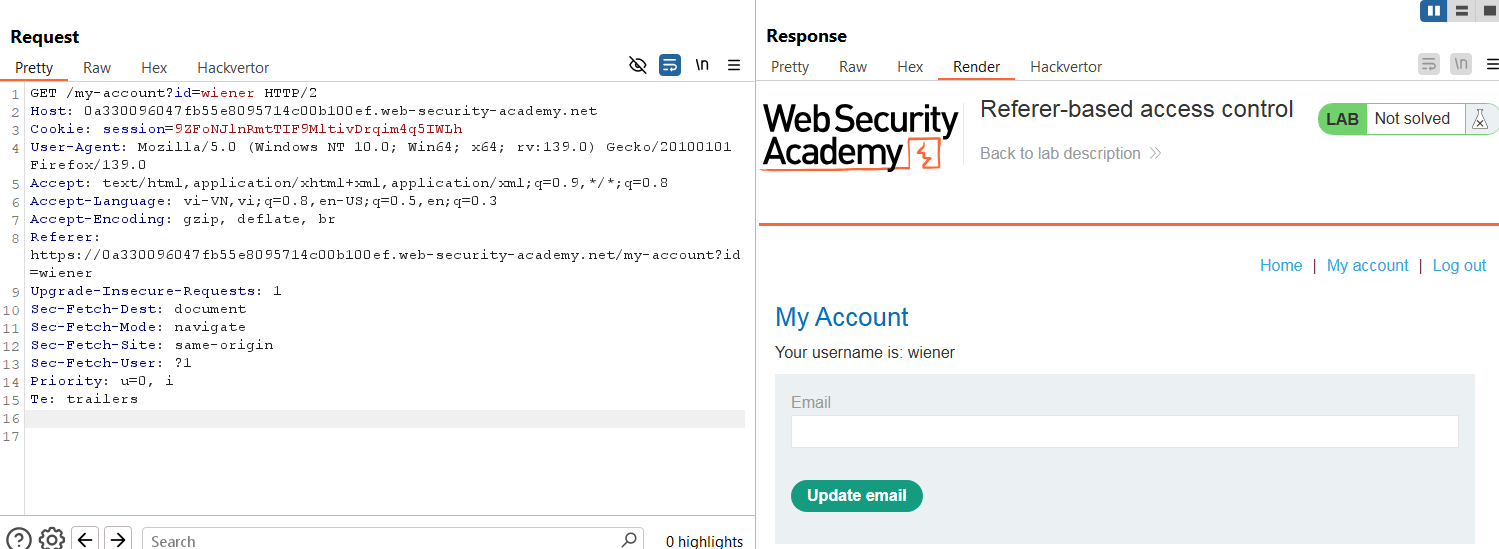 Request
Pretty Raw Hex Hackvertor \n
1 GET /my-account?id=wiener HTTP/2
2 Host: 0a330096047fb55e8095714c00b100ef.web-security-academy.net
3 Cookie: session=9ZFoNJlnRmtTIF9MltivDrqim4q5IWLh
4 User-Agent: Mozilla/5.0 (Windows NT 10.0; Win64; x64; rv:139.0) Gecko/20100101
Firefox/139.0
5 Accept: text/html,application/xhtml+xml,application/xml;q=0.9,*/*;q=0.8
6 Accept-Language: vi-VN,vi;q=0.8,en-US;q=0.5,en;q=0.3
7 Accept-Encoding: gzip, deflate, br
8 Referer:
https://0a330096047fb55e8095714c00b100ef.web-security-academy.net/my-account?id
=wiener
9 Upgrade-Insecure-Requests: 1
10 Sec-Fetch-Dest: document
11 Sec-Fetch-Mode: navigate
12 Sec-Fetch-Site: same-origin
13 Sec-Fetch-User: ?1
14 Priority: u=0, i
15 Te: trailers
16
17
Search 0 highlights
Response
Pretty Raw Hex Render Hackvertor \n
Web Security
Academy
Referer-based access control
Back to lab description
LAB Not solved
Home | My account | Log out
My Account
Your username is: wiener
Email
Update email